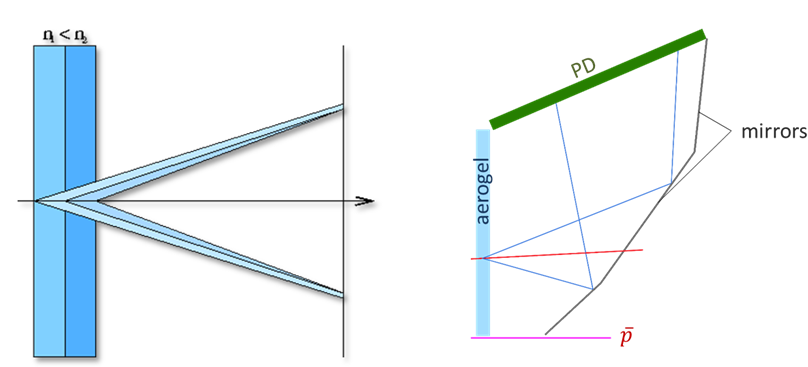 n₁ < n₂
PD
mirrors
aerogel
p̄